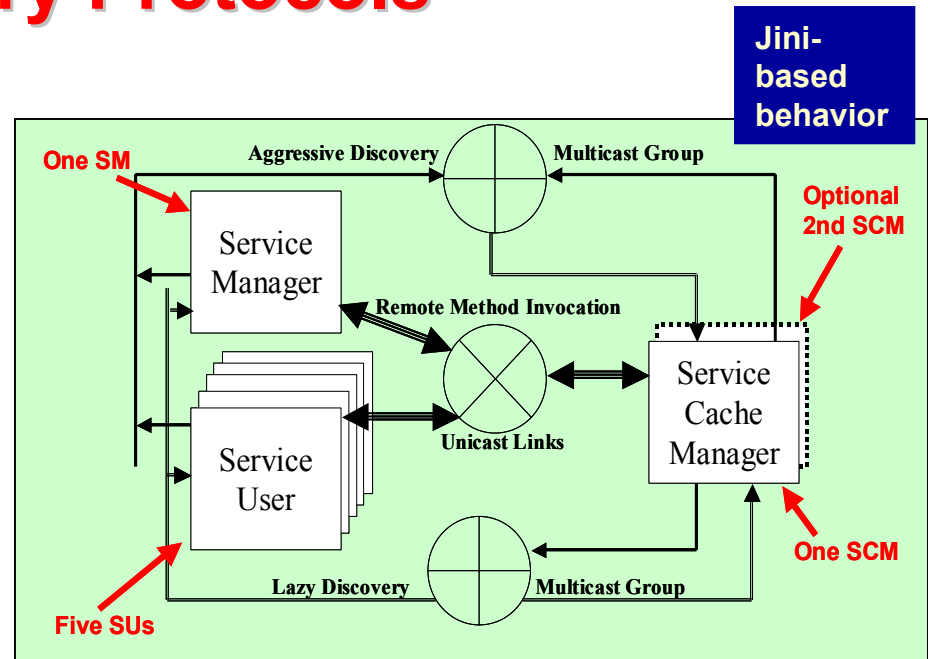 Protocols
Jini-
based
behavior
Aggressive Discovery
Multicast Group
One SM
Optional
2nd SCM
Service
Manager
Remote Method Invocation
Service
Cache
Manager
Unicast Links
Service
User
One SCM
Lazy Discovery
Multicast Group
Five SUs